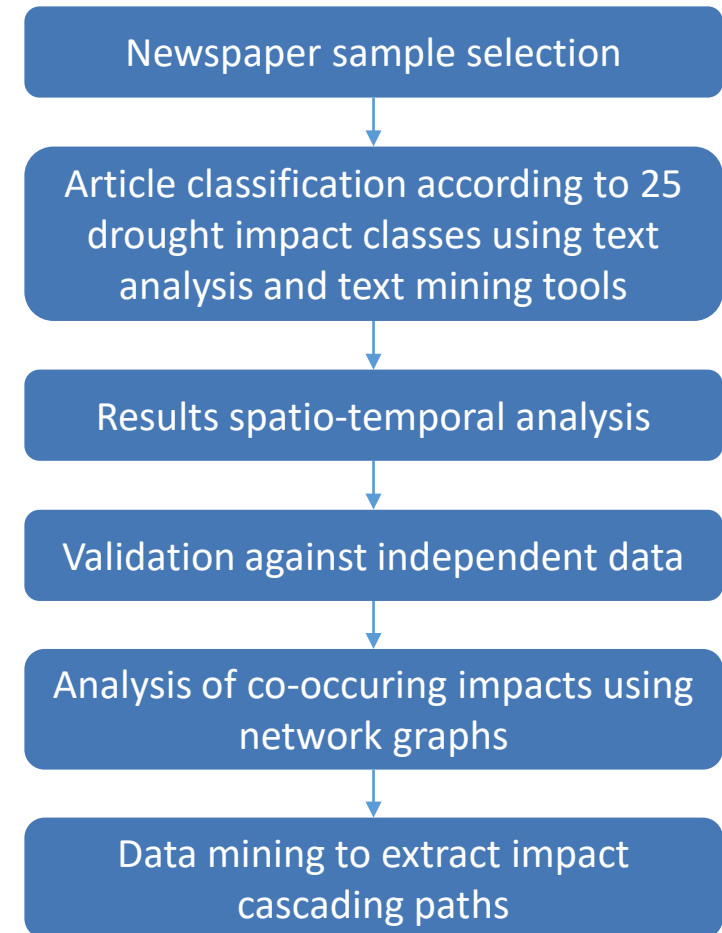 Newspaper sample selection
Article classification according to 25
drought impact classes using text
analysis and text mining tools
Results spatio-temporal analysis
Validation against independent data
Analysis of co-occuring impacts using
network graphs
Data mining to extract impact
cascading paths